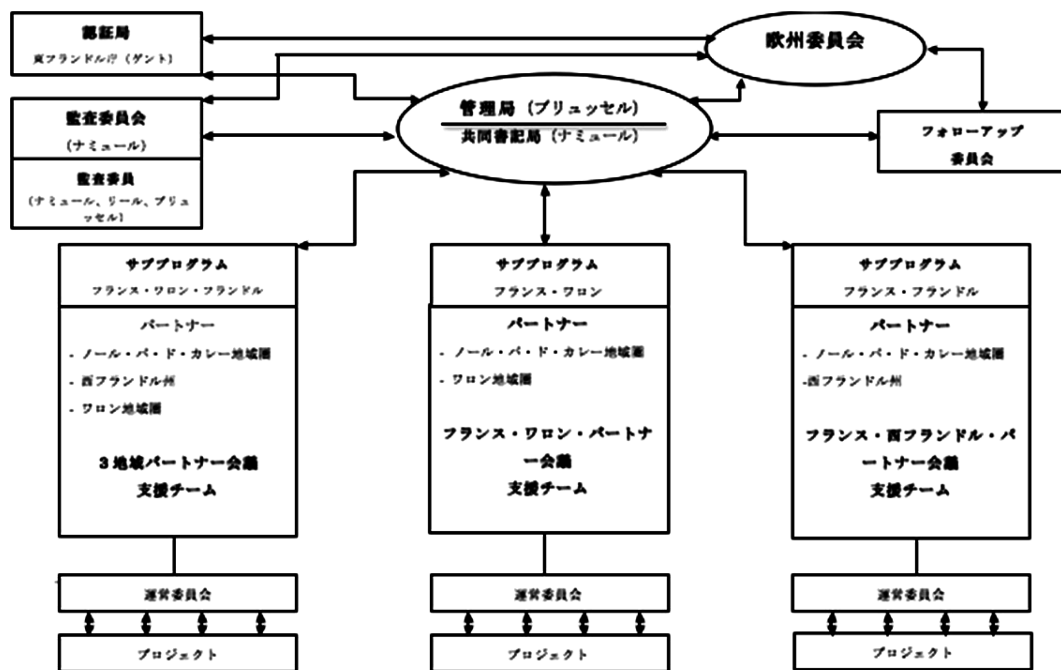 認証局
東フランドル庁（ゲント）
欧州委員会
監査委員会
（ナミュール）
監査委員
（ナミュール、リール、ブリュ
ッセル）
管理局（ブリュッセル）
共同書記局（ナミュール）
フォローアップ
委員会
サブプログラム
フランス・ワロン・フランドル
パートナー
- ノール・パ・ド・カレー地域圏
- 西フランドル州
- ワロン地域圏
3地域パートナー会議
支援チーム
運営委員会
プロジェクト
サブプログラム
フランス・ワロン
パートナー
- ノール・パ・ド・カレー地域圏
- ワロン地域圏
フランス・ワロン・パートナ
ー会議
支援チーム
運営委員会
プロジェクト
サブプログラム
フランス・フランドル
パートナー
- ノール・パ・ド・カレー地域圏
-西フランドル州
フランス・西フランドル・パ
ートナー会議
支援チーム
運営委員会
プロジェクト